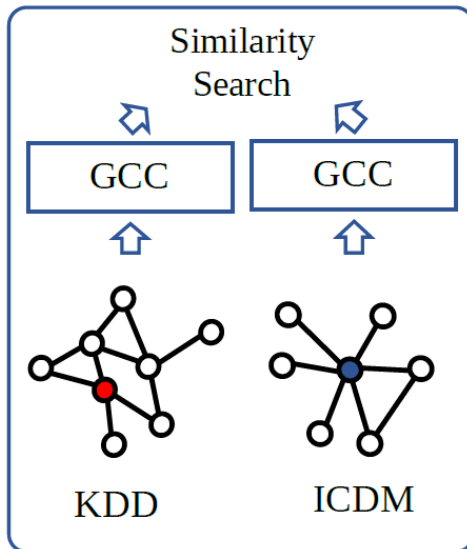 Similarity
Search
GCC
GCC
KDD
ICDM